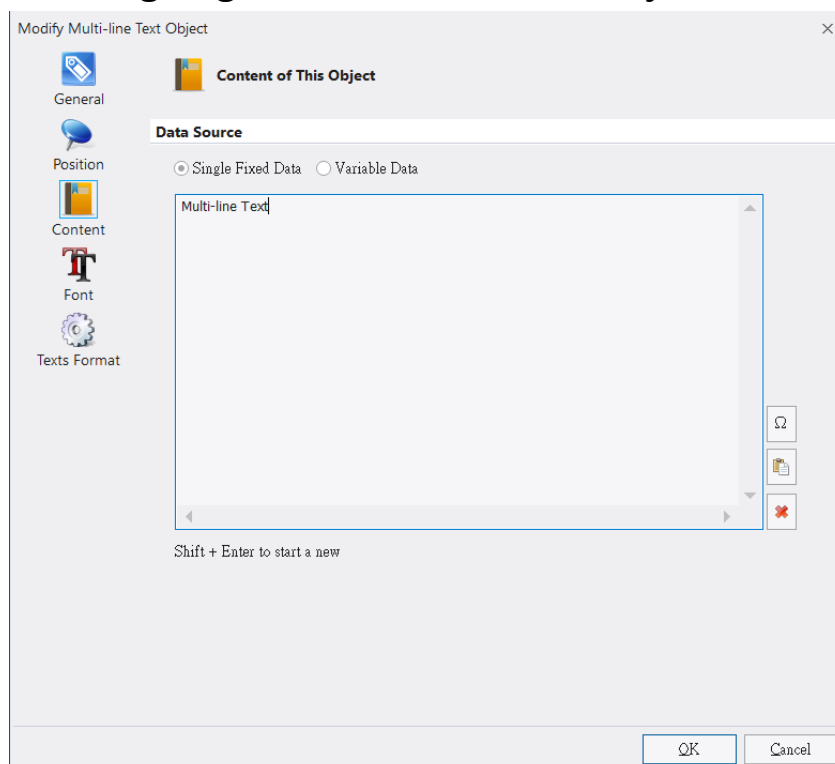 Modify Multi-line Text Object
Content of This Object
General
Data Source
Position
Single Fixed Data Variable Data
Multi-line Text
Content
Font
Texts Format
Ω
Shift + Enter to start a new
OK Cancel